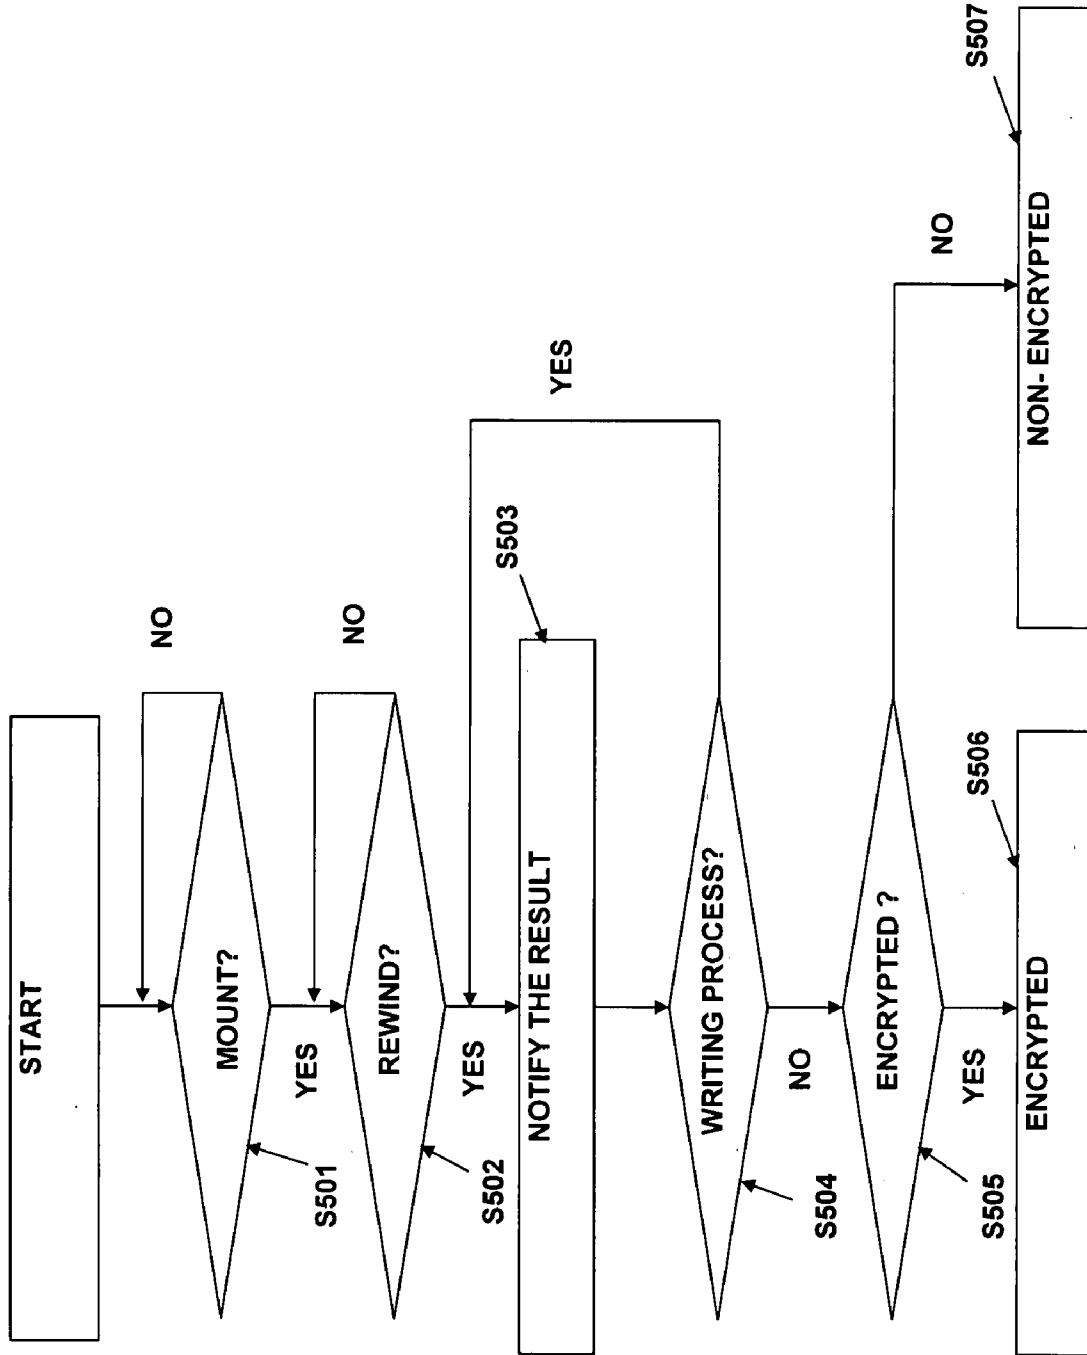 START
MOUNT?
NO
S501
YES
REWIND?
NO
S502
YES
NOTIFY THE RESULT
S503
YES
WRITING PROCESS?
S504
NO
ENCRYPTED ?
NO
S505
YES
ENCRYPTED
S506
NON- ENCRYPTED
S507